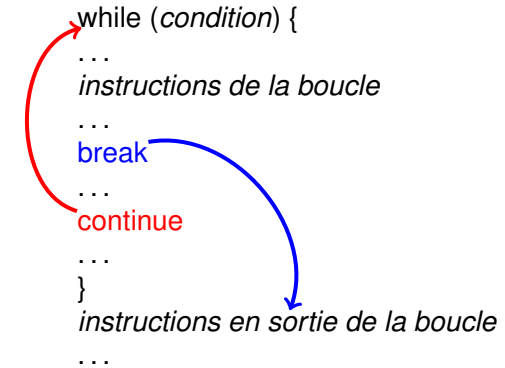 while (condition) {
. . .
instructions de la boucle
. . .
break
. . .
continue
. . .
}
instructions en sortie de la boucle
. . .